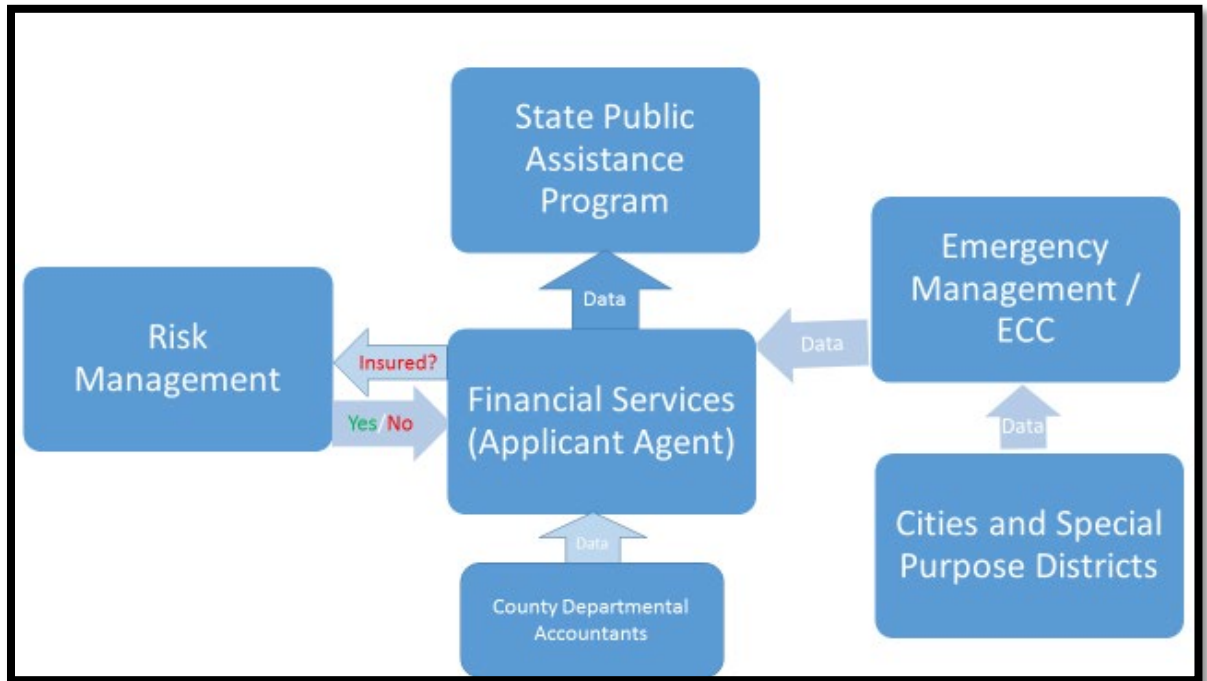 State Public
Assistance
Program
Data
Emergency
Management /
ECC
Data
Risk
Management
Insured?
Yes/No
Financial Services
(Applicant Agent)
Data
Cities and Special
Purpose Districts
Data
County Departmental
Accountants